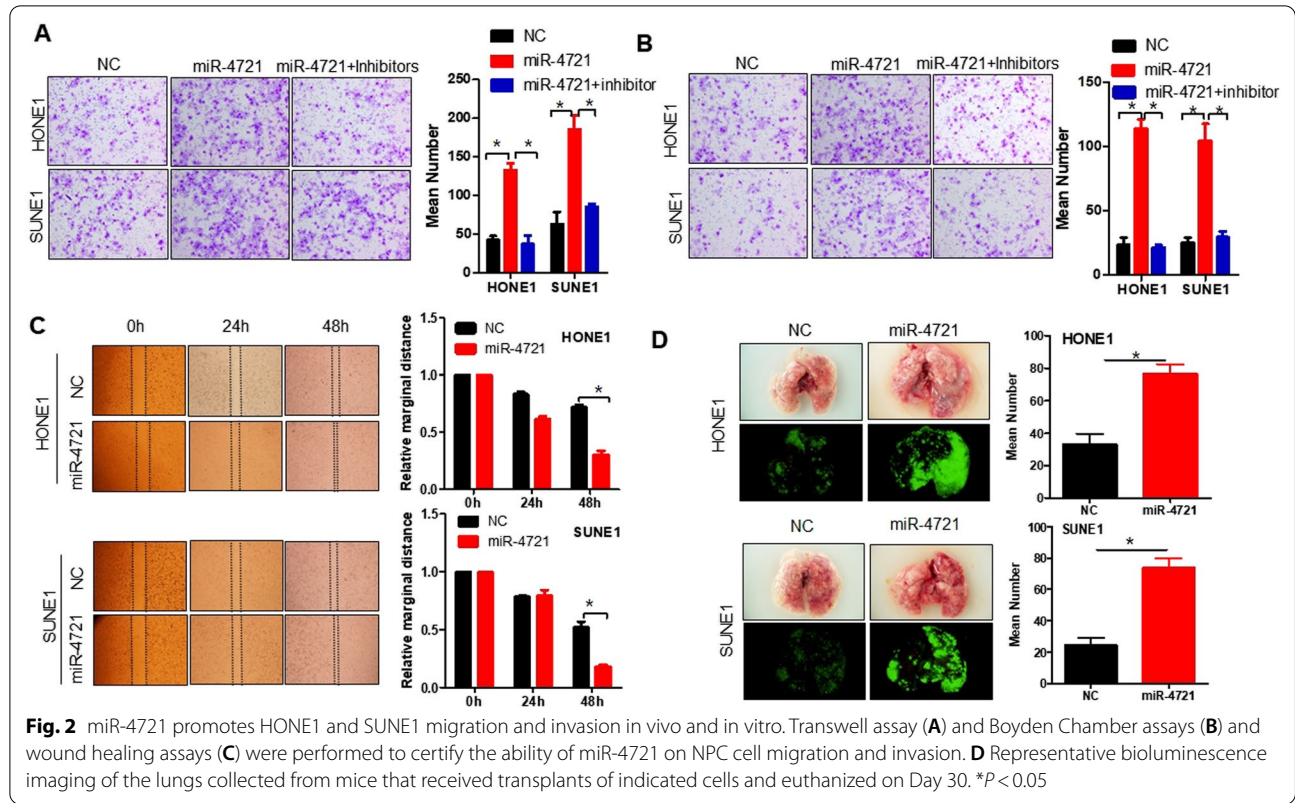 A
NC
miR-4721
miR-4721+Inhibitors
HONE1
SUNE1
NC
miR-4721
miR-4721+inhibitor
Mean Number
250
200
150
100
50
0
* * * *
HONE1 SUNE1
B
NC
miR-4721
miR-4721+Inhibitors
HONE1
SUNE1
NC
miR-4721
miR-4721+inhibitor
Mean Number
150
100
50
0
* * * *
HONE1 SUNE1
C
0h 24h 48h
HONE1
NC
miR-4721
SUNE1
NC
miR-4721
NC
miR-4721
HONE1
Relative marginal distance
1.5
1.0
0.5
0.0
*
0h 24h 48h
NC
miR-4721
SUNE1
Relative marginal distance
1.5
1.0
0.5
0.0
*
0h 24h 48h
D
NC miR-4721
HONE1
NC miR-4721
SUNE1
HONE1
Mean Number
100
80
60
40
20
0
*
NC miR-4721
SUNE1
Mean Number
100
80
60
40
20
0
*
NC miR-4721
Fig. 2 miR-4721 promotes HONE1 and SUNE1 migration and invasion in vivo and in vitro. Transwell assay (A) and Boyden Chamber assays (B) and
wound healing assays (C) were performed to certify the ability of miR-4721 on NPC cell migration and invasion. D Representative bioluminescence
imaging of the lungs collected from mice that received transplants of indicated cells and euthanized on Day 30. *P < 0.05